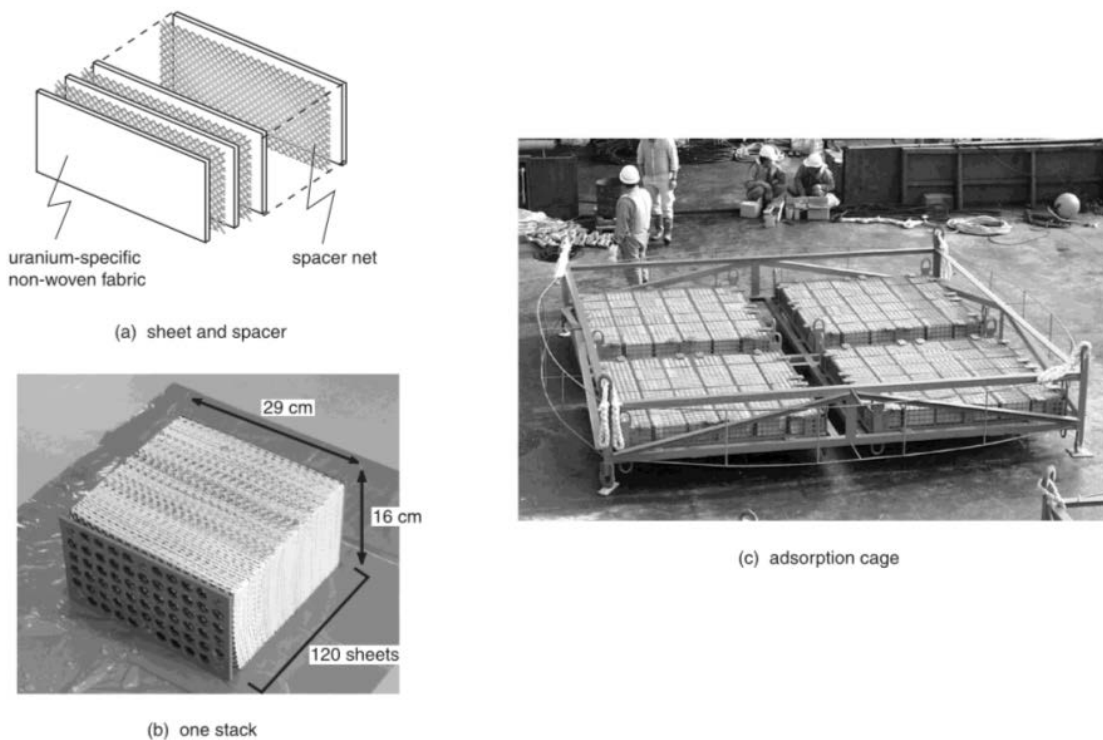 uranium-specific
non-woven fabric
spacer net
(a) sheet and spacer
29 cm
16 cm
120 sheets
(b) one stack
(c) adsorption cage